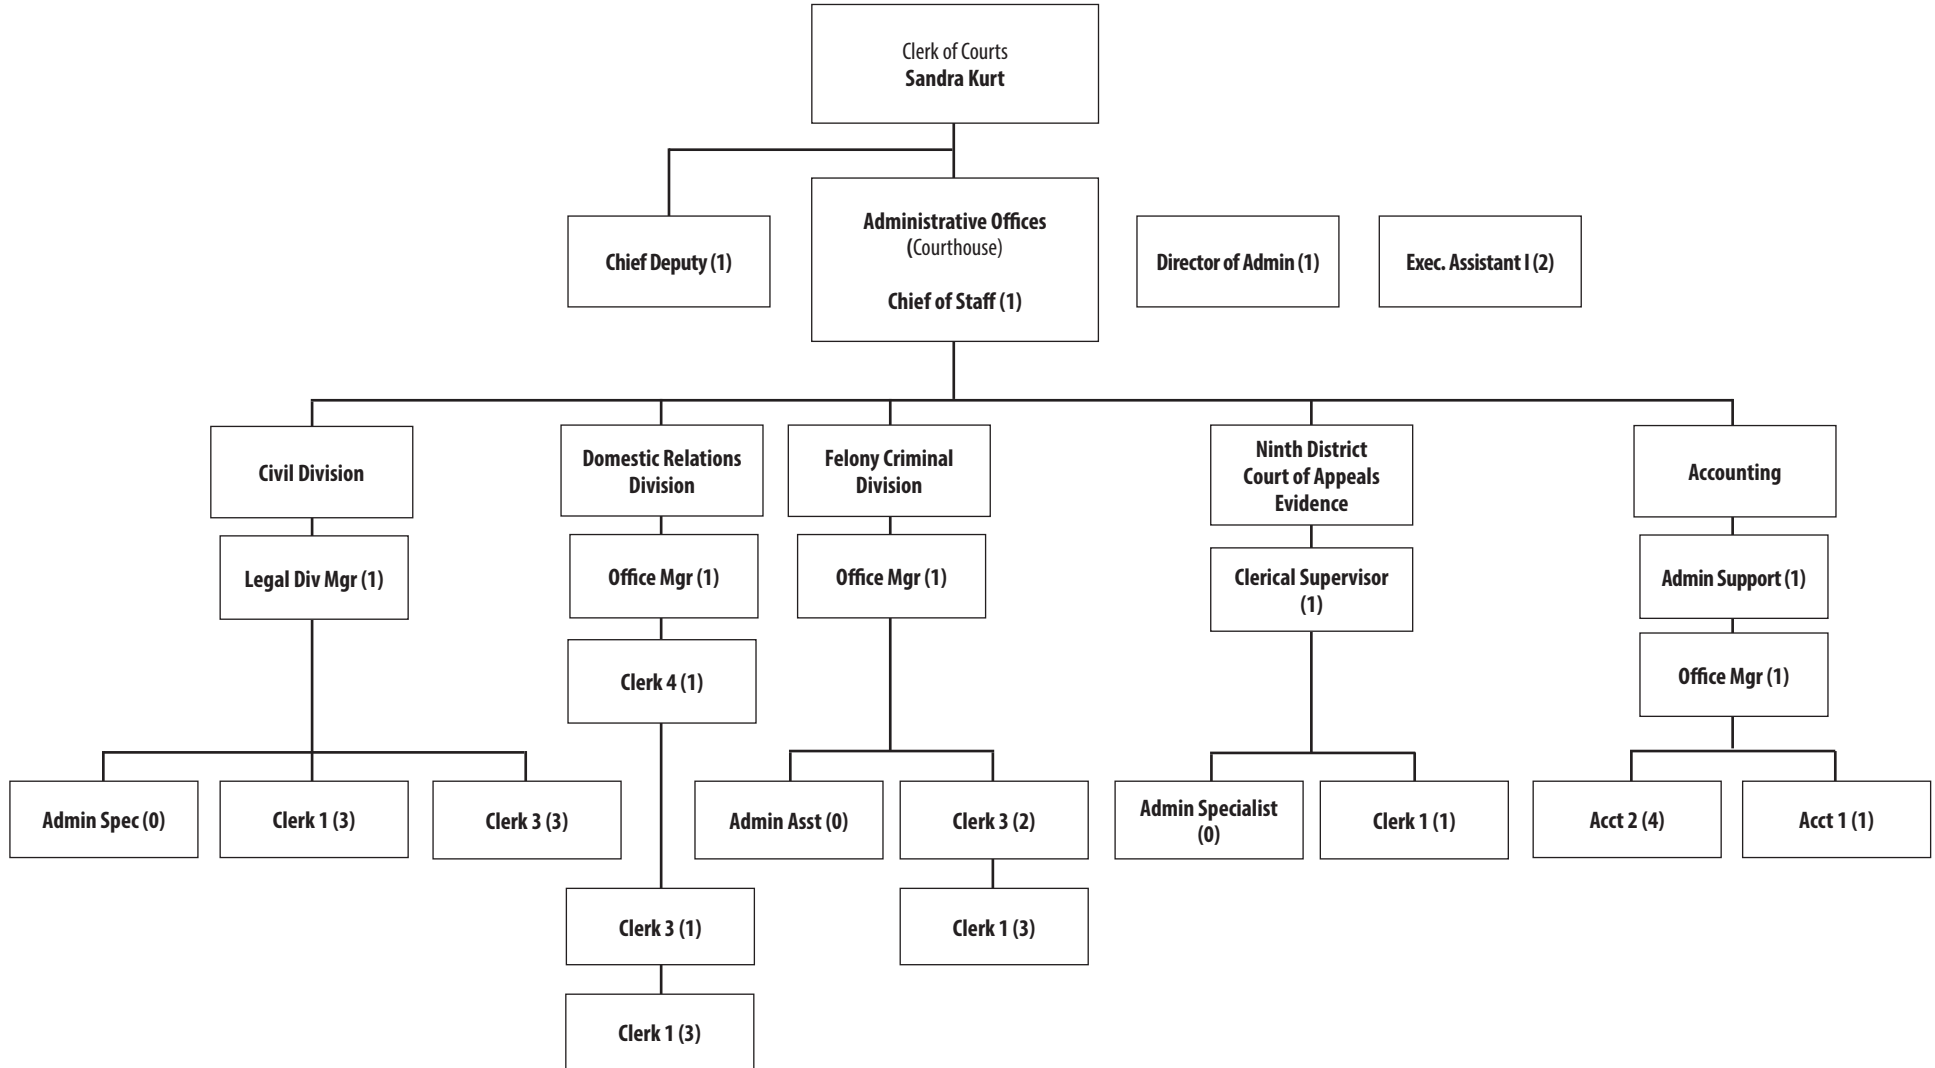 Clerk of Courts
Sandra Kurt
Chief Deputy (1)
Administrative Offices
(Courthouse)
Chief of Staff (1)
Director of Admin (1)
Exec. Assistant I (2)
Civil Division
Domestic Relations
Division
Felony Criminal
Division
Ninth District
Court of Appeals
Evidence
Accounting
Legal Div Mgr (1)
Office Mgr (1)
Office Mgr (1)
Clerical Supervisor
(1)
Admin Support (1)
Clerk 4 (1)
Office Mgr (1)
Admin Spec (0)
Clerk 1 (3)
Clerk 3 (3)
Admin Asst (0)
Clerk 3 (2)
Admin Specialist
(0)
Clerk 1 (1)
Acct 2 (4)
Acct 1 (1)
Clerk 3 (1)
Clerk 1 (3)
Clerk 1 (3)